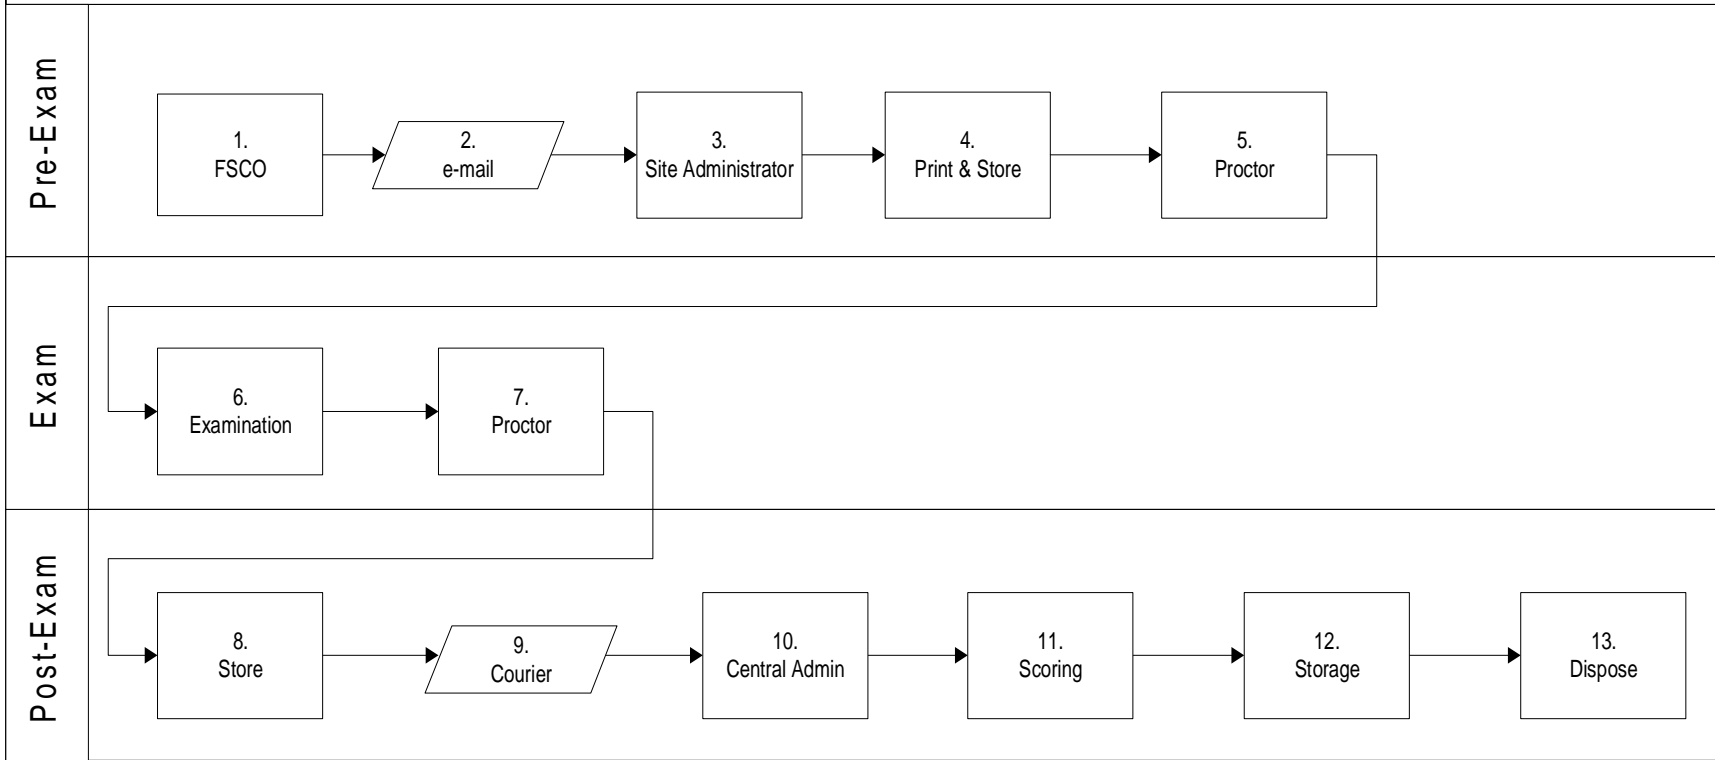 Pre-Exam
1.
FSCO
2.
e-mail
3.
Site Administrator
4.
Print & Store
5.
Proctor
Exam
6.
Examination
7.
Proctor
Post-Exam
8.
Store
9.
Courier
10.
Central Admin
11.
Scoring
12.
Storage
13.
Dispose